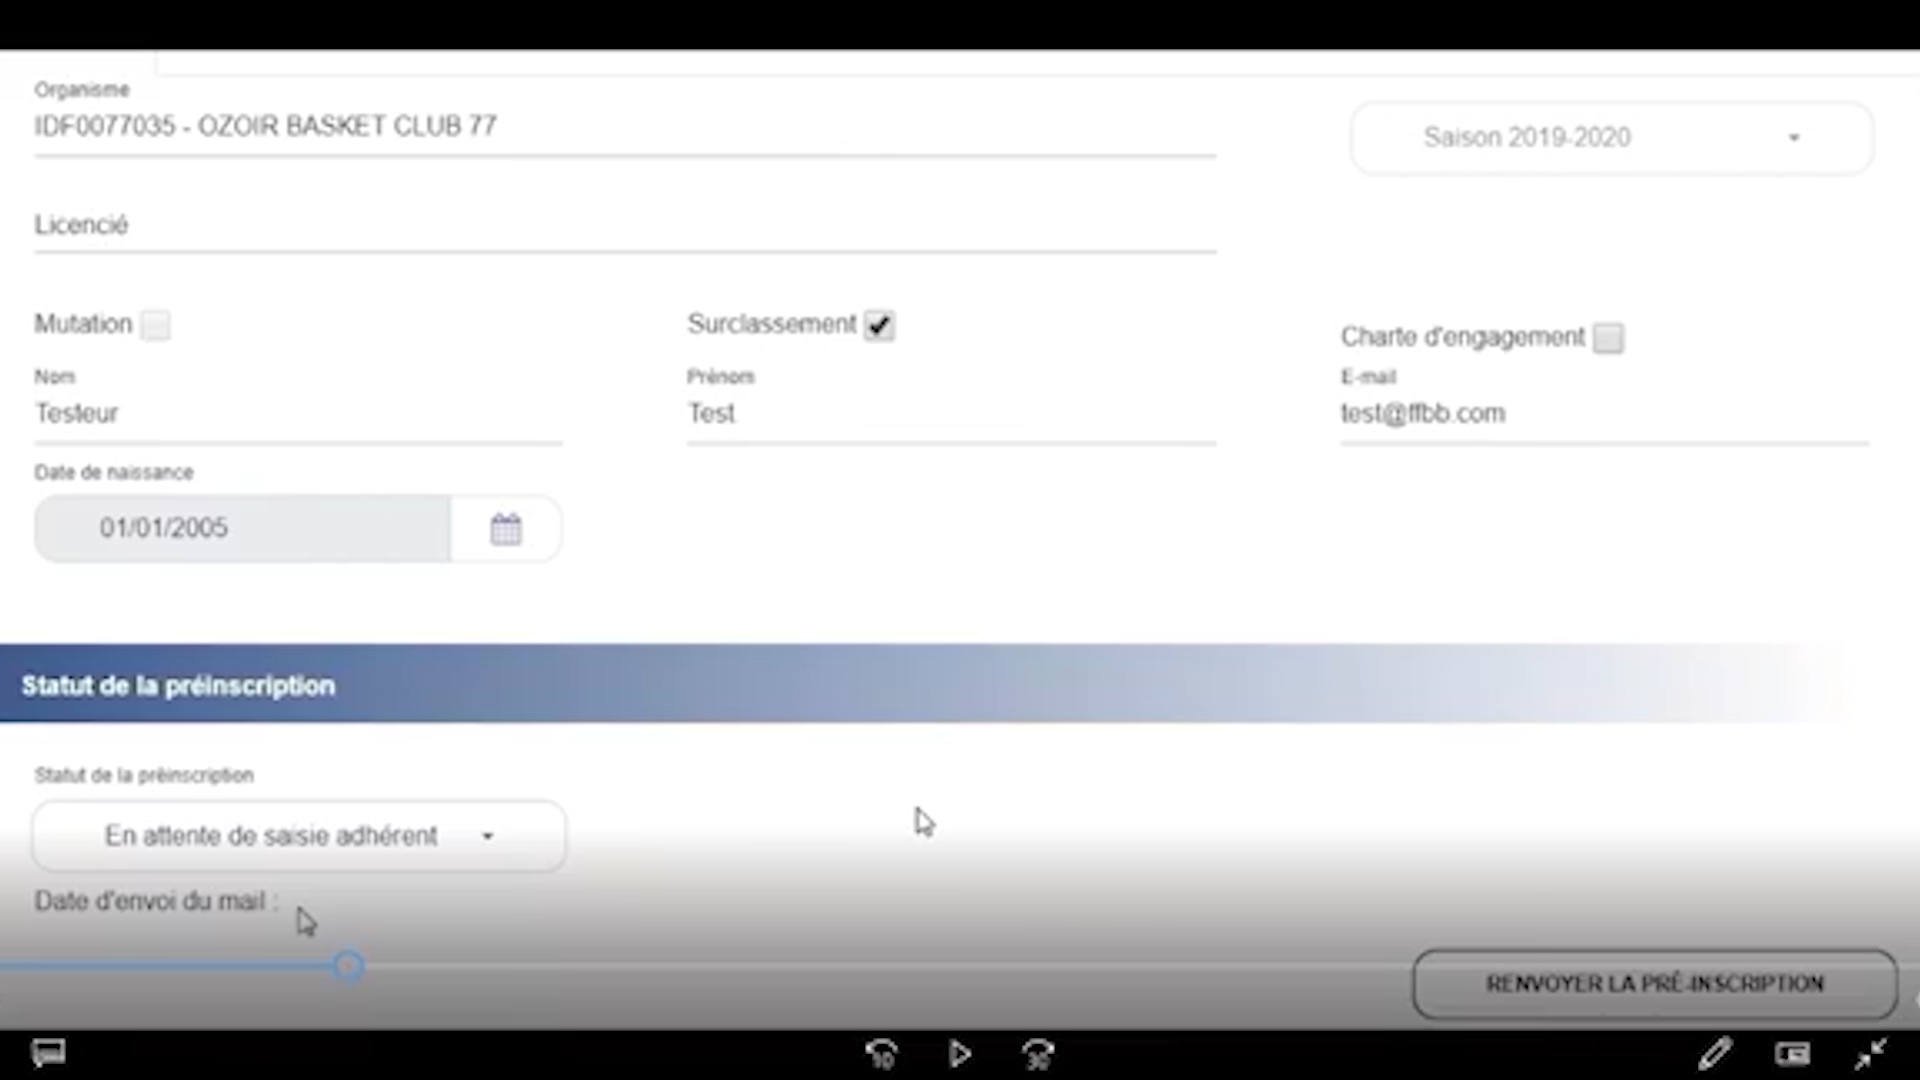 Organisme
IDF0077035 - OZOIR BASKET CLUB 77
Saison 2019-2020
Licencié
Mutation
Surclassement
Charte d'engagement
Nom
Prénom
E-mail
Testeur
Test
test@ffbb.com
Date de naissance
01/01/2005
Statut de la préinscription
Statut de la préinscription
En attente de saisie adhérent
Date d'envoi du mail :
RENVOYER LA PRÉ-INSCRIPTION
10
30